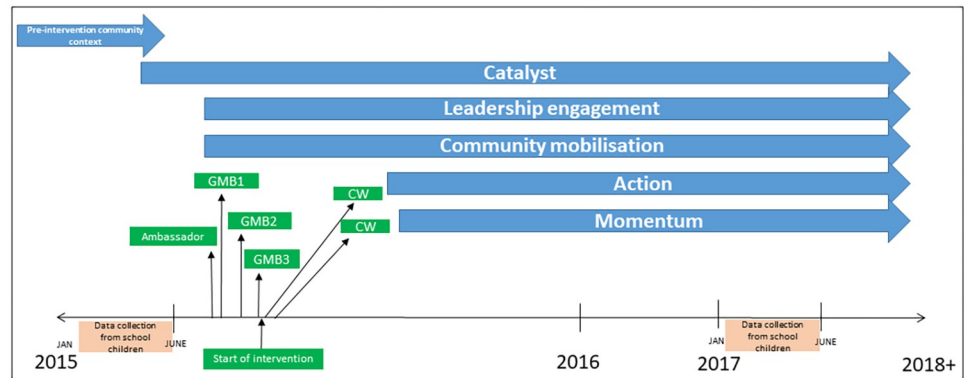 Pre-intervention community
context
Catalyst
Leadership engagement
Community mobilisation
Action
Momentum
GMB1
CW
GMB2
CW
Ambassador
GMB3
Data collection
from school
children
JAN
JUNE
2015
Start of intervention
2016
JAN
2017
Data collection
from school
children
JUNE
2018+